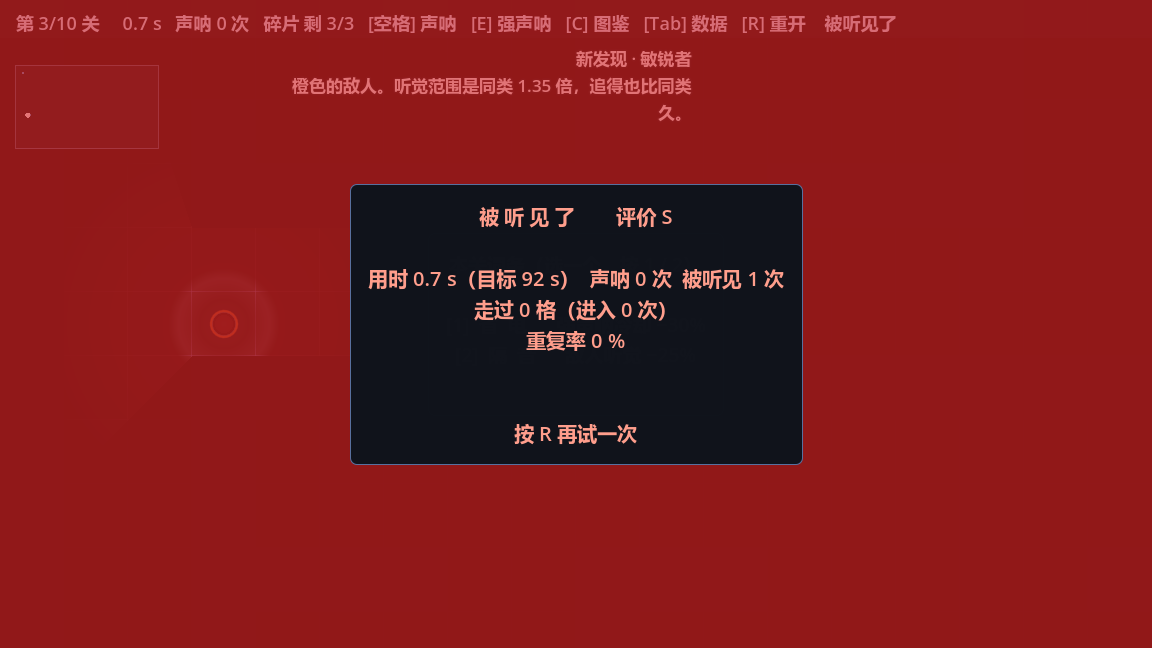 第 3/10 关 0.7 s 声呐 0 次 碎片 剩 3/3 [空格] 声呐 [E] 强声呐 [C] 图鉴 [Tab] 数据 [R] 重开 被听见了
新发现 · 敏锐者
橙色的敌人。听觉范围是同类 1.35 倍，追得也比同类
久。
被 听 见 了 评价 S
用时 0.7 s（目标 92 s） 声呐 0 次 被听见 1 次
走过 0 格（进入 0 次）
重复率 0 %
按 R 再试一次